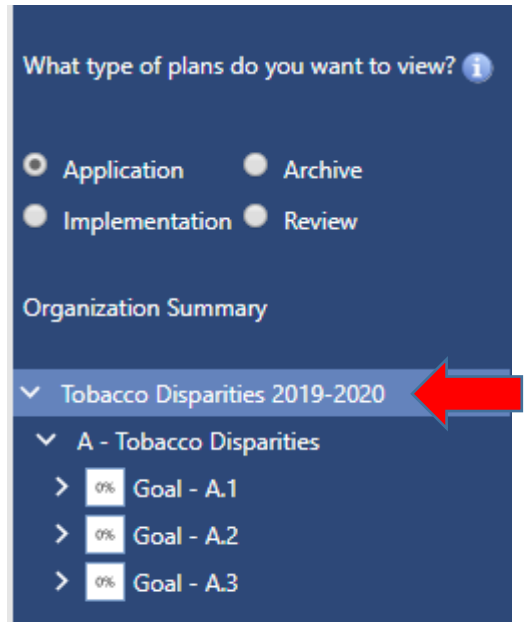 What type of plans do you want to view? i
Application Archive
Implementation Review
Organization Summary
Tobacco Disparities 2019-2020
A - Tobacco Disparities
0% Goal - A.1
0% Goal - A.2
0% Goal - A.3